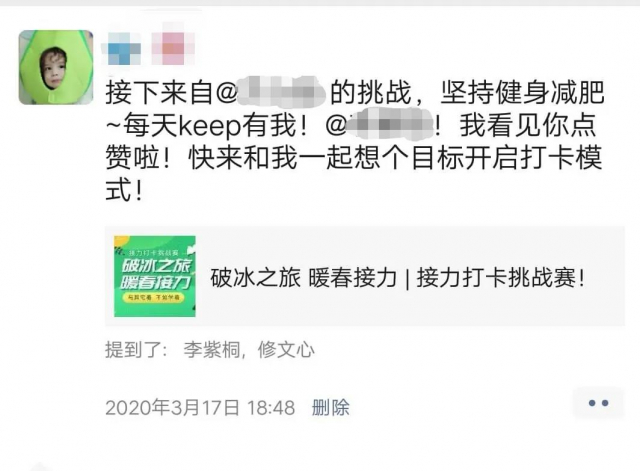 接下来自@的挑战，坚持健身减肥
~每天keep有我！@！我看见你点
赞啦！快来和我一起想个目标开启打卡模
式！
接力打卡挑战赛
破冰之旅
暖春接力
破冰之旅 暖春接力 | 接力打卡挑战赛！
提到了： 李紫桐，修文心
2020年3月17日 18:48 删除